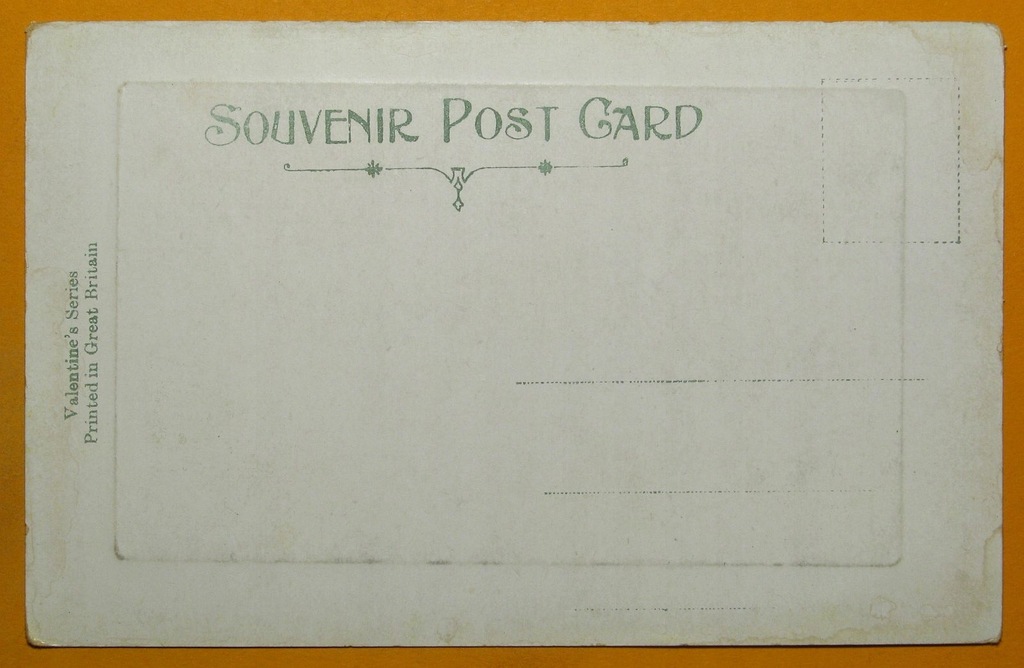 SOUVENIR POST CARD
Valentine's Series
Printed in Great Britain